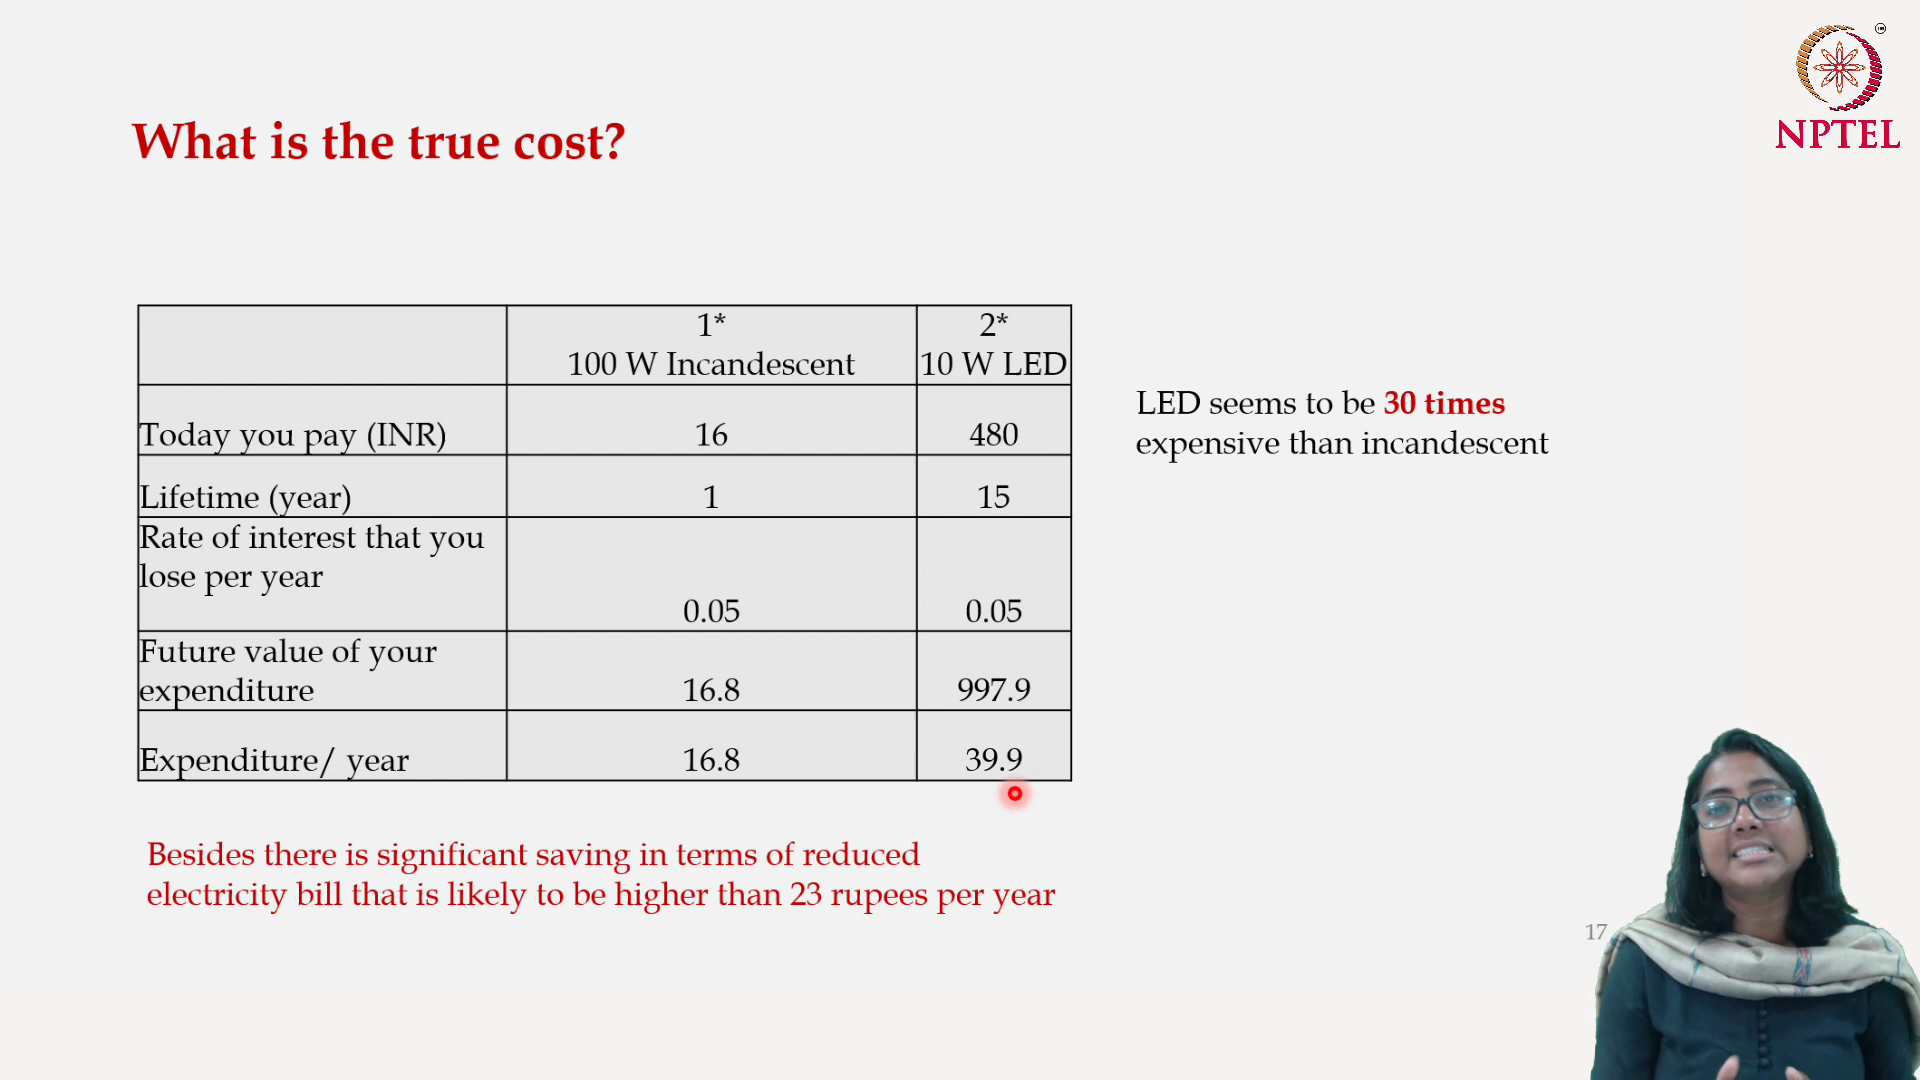 NPTEL
What is the true cost?
1*
100 W Incandescent
2*
10 W LED
Today you pay (INR) 16 480
Lifetime (year) 1 15
Rate of interest that you
lose per year
0.05 0.05
Future value of your
expenditure 16.8 997.9
Expenditure/ year 16.8 39.9
LED seems to be 30 times
expensive than incandescent
Besides there is significant saving in terms of reduced
electricity bill that is likely to be higher than 23 rupees per year
17